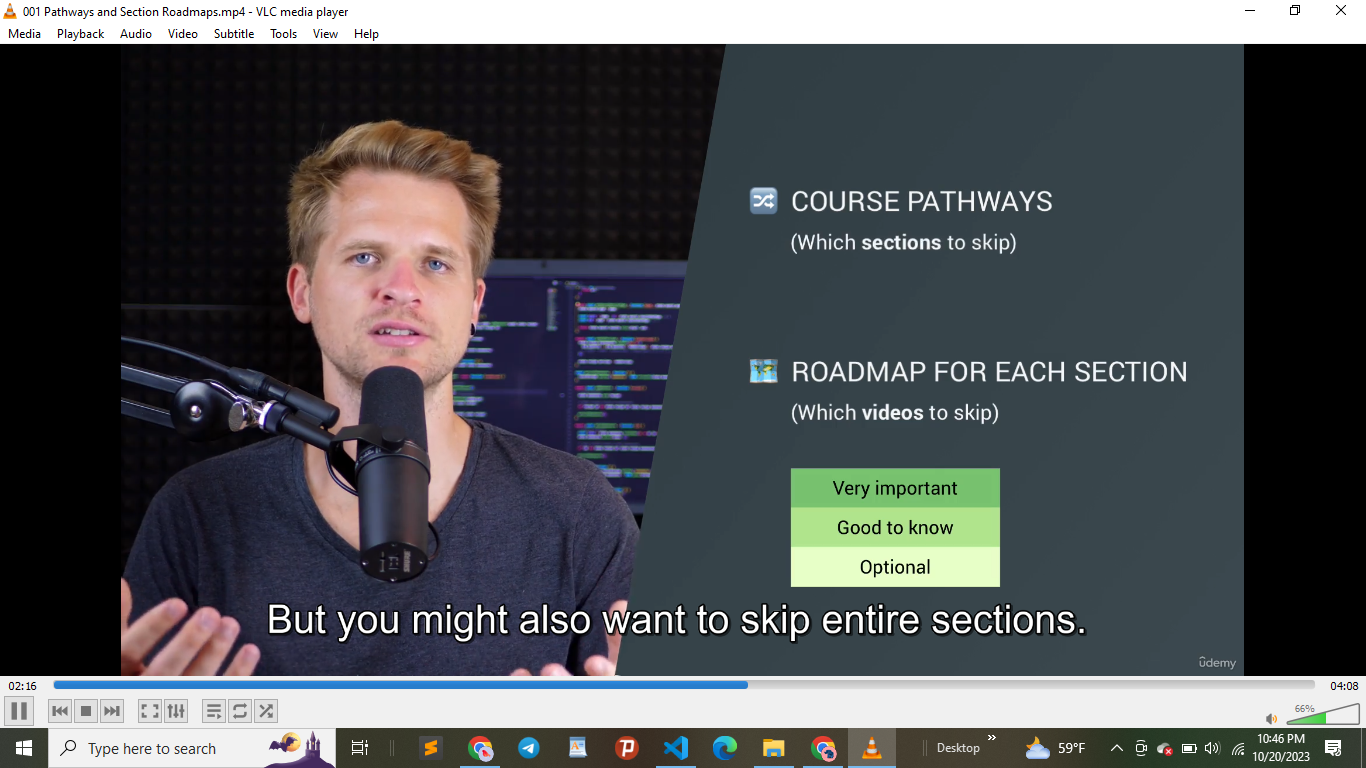 001 Pathways and Section Roadmaps.mp4 - VLC media player
Media Playback Audio Video Subtitle Tools View Help
COURSE PATHWAYS
(Which sections to skip)
ROADMAP FOR EACH SECTION
(Which videos to skip)
Very important
Good to know
Optional
But you might also want to skip entire sections.
ûdemy
02:16
04:08
66%
Type here to search
Desktop
59°F
10:46 PM
10/20/2023